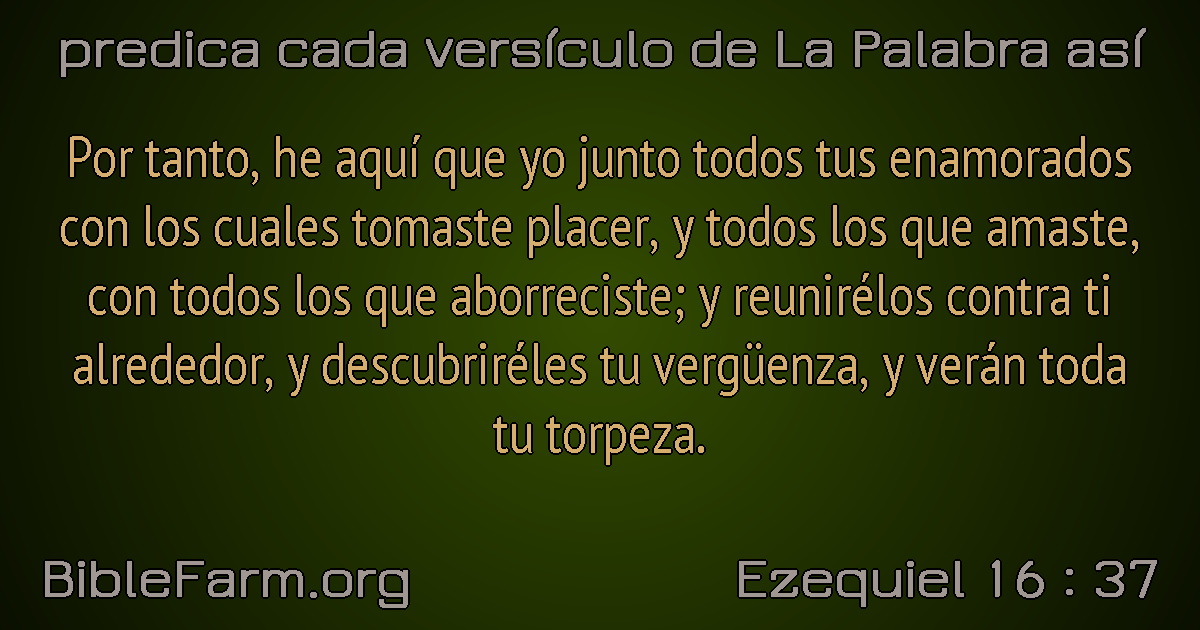 predica cada versículo de La Palabra así
Por tanto, he aquí que yo junto todos tus enamorados
con los cuales tomaste placer, y todos los que amaste,
con todos los que aborreciste; y reunirélos contra ti
alrededor, y descubriréles tu vergüenza, y verán toda
tu torpeza.
BibleFarm.org
Ezequiel 16 : 37